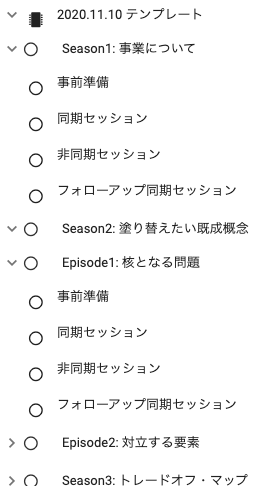 2020.11.10 テンプレート
Season1: 事業について
事前準備
同期セッション
非同期セッション
フォローアップ同期セッション
Season2: 塗り替えたい既成概念
Episode1: 核となる問題
事前準備
同期セッション
非同期セッション
フォローアップ同期セッション
Episode2: 対立する要素
Season3: トレードオフ・マップ